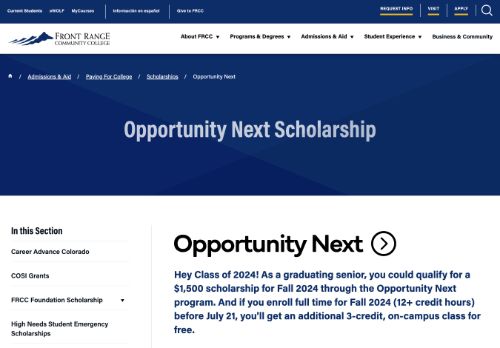 Current Students eWOLF MyCourses Información en español Give to FRCC REQUEST INFO VISIT APPLY
FRONT RANGE
COMMUNITY COLLEGE
About FRCC Programs & Degrees Admissions & Aid Student Experience Business & Community
/ Admissions & Aid / Paying For College / Scholarships / Opportunity Next
Opportunity Next Scholarship
In this Section
Career Advance Colorado
COSI Grants
FRCC Foundation Scholarship
High Needs Student Emergency
Scholarships
Opportunity Next
Hey Class of 2024! As a graduating senior, you could qualify for a
$1,500 scholarship for Fall 2024 through the Opportunity Next
program. And if you enroll full time for Fall 2024 (12+ credit hours)
before July 21, you'll get an additional 3-credit, on-campus class for
free.